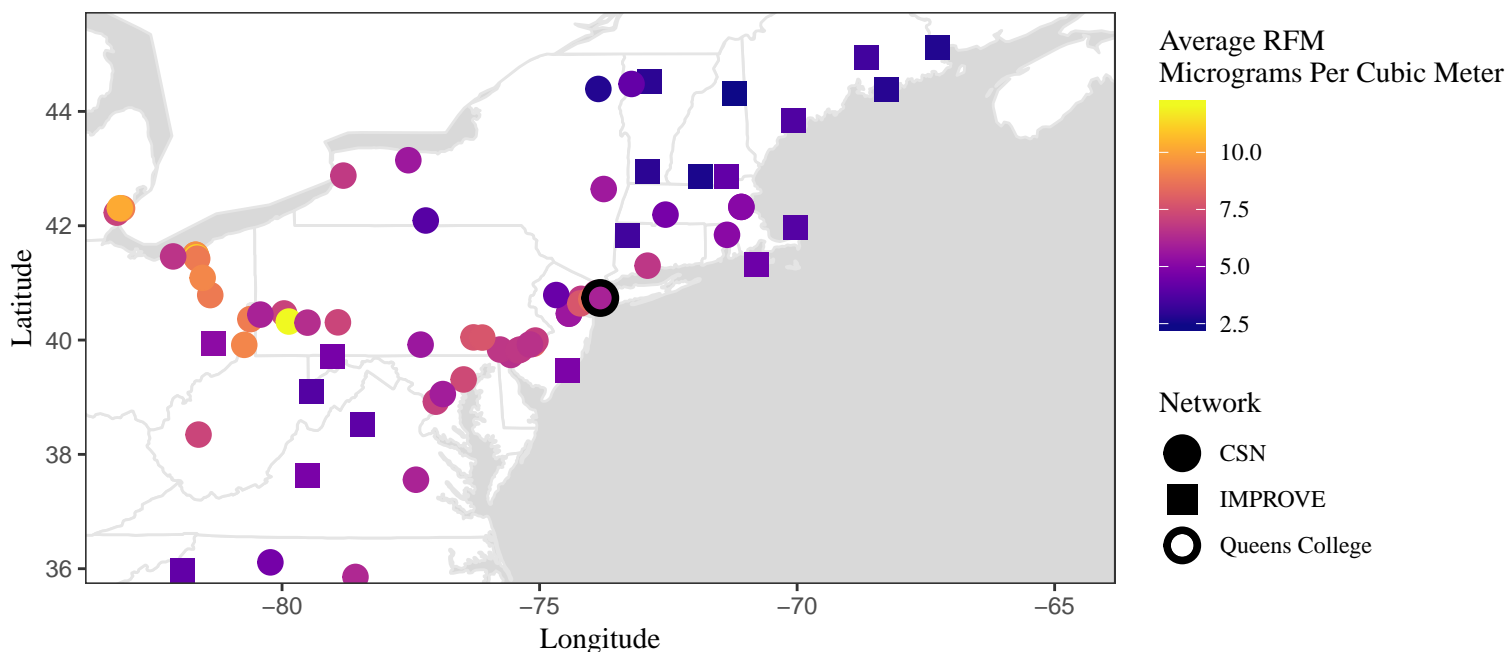 44
42
40
38
36
Latitude
−80
−75
−70
−65
Longitude
Average RFM
Micrograms Per Cubic Meter
10.0
7.5
5.0
2.5
Network
CSN
IMPROVE
Queens College